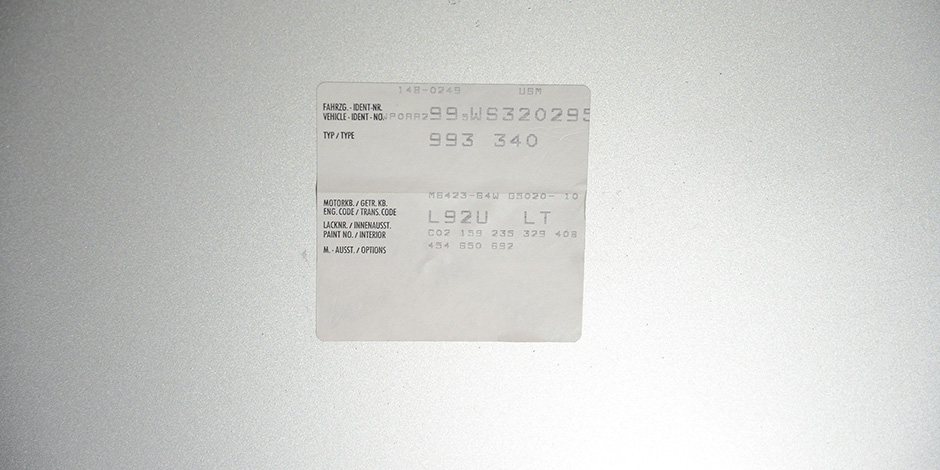 148-0249 USM
FAHRZG. - IDENT-NR.
VEHICLE - IDENT - NO. WP0AA2995WS320295
TYP / TYPE 993 340
M6423-64W G5020- 10
MOTORKB. / GETR. KB.
ENG. CODE / TRANS. CODE
L92U LT
LACKNR. / INNENAUSST.
PAINT NO. / INTERIOR C02 159 235 329 408
M. - AUSST. / OPTIONS 454 650 692